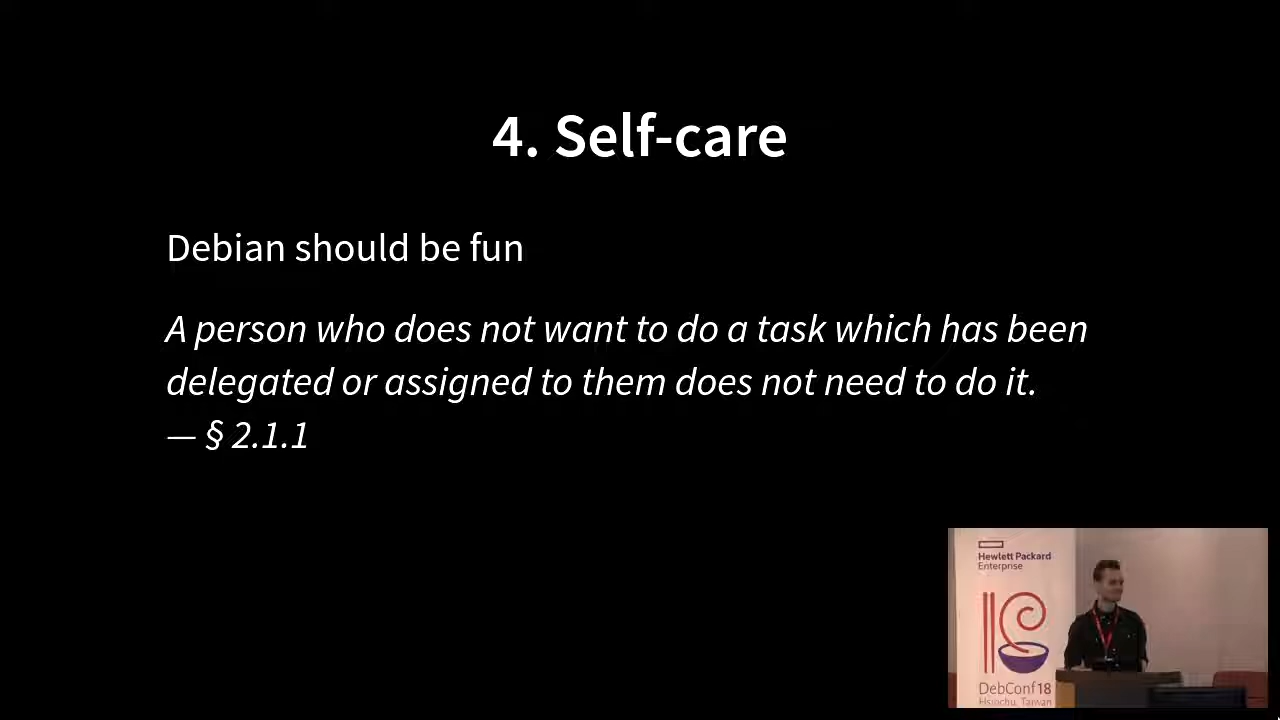 4. Self-care
Debian should be fun
A person who does not want to do a task which has been
delegated or assigned to them does not need to do it.
— § 2.1.1
Hewlett Packard
Enterprise
DebConf18
Hsinchu, Taiwan